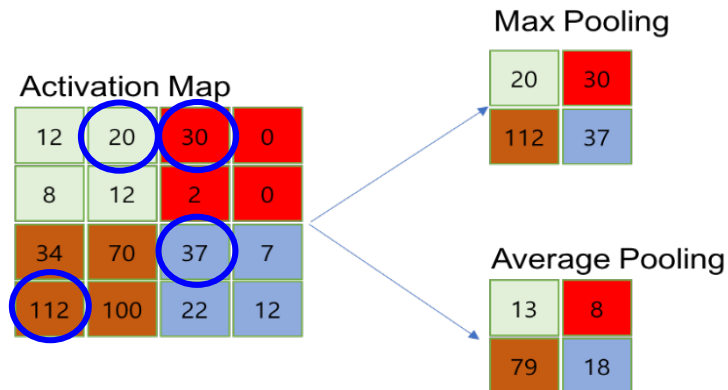 Max Pooling
20 30
112 37
Activation Map
12 20 30 0
8 12 2 0
34 70 37 7
112 100 22 12
Average Pooling
13 8
79 18